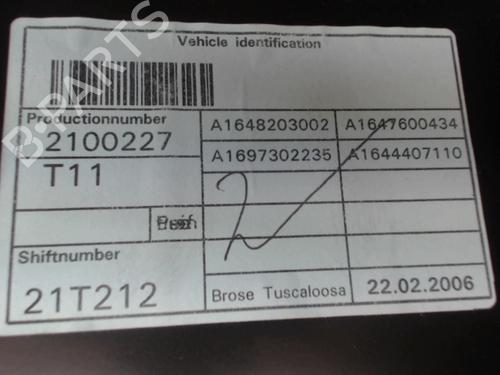 B-PARTS
Vehicle identification
Productionnumber
2100227
T11
A1648203002 A1647600434
A1697302235 A1644407110
Shiftnumber
21T212
Brose Tuscaloosa 22.02.2006